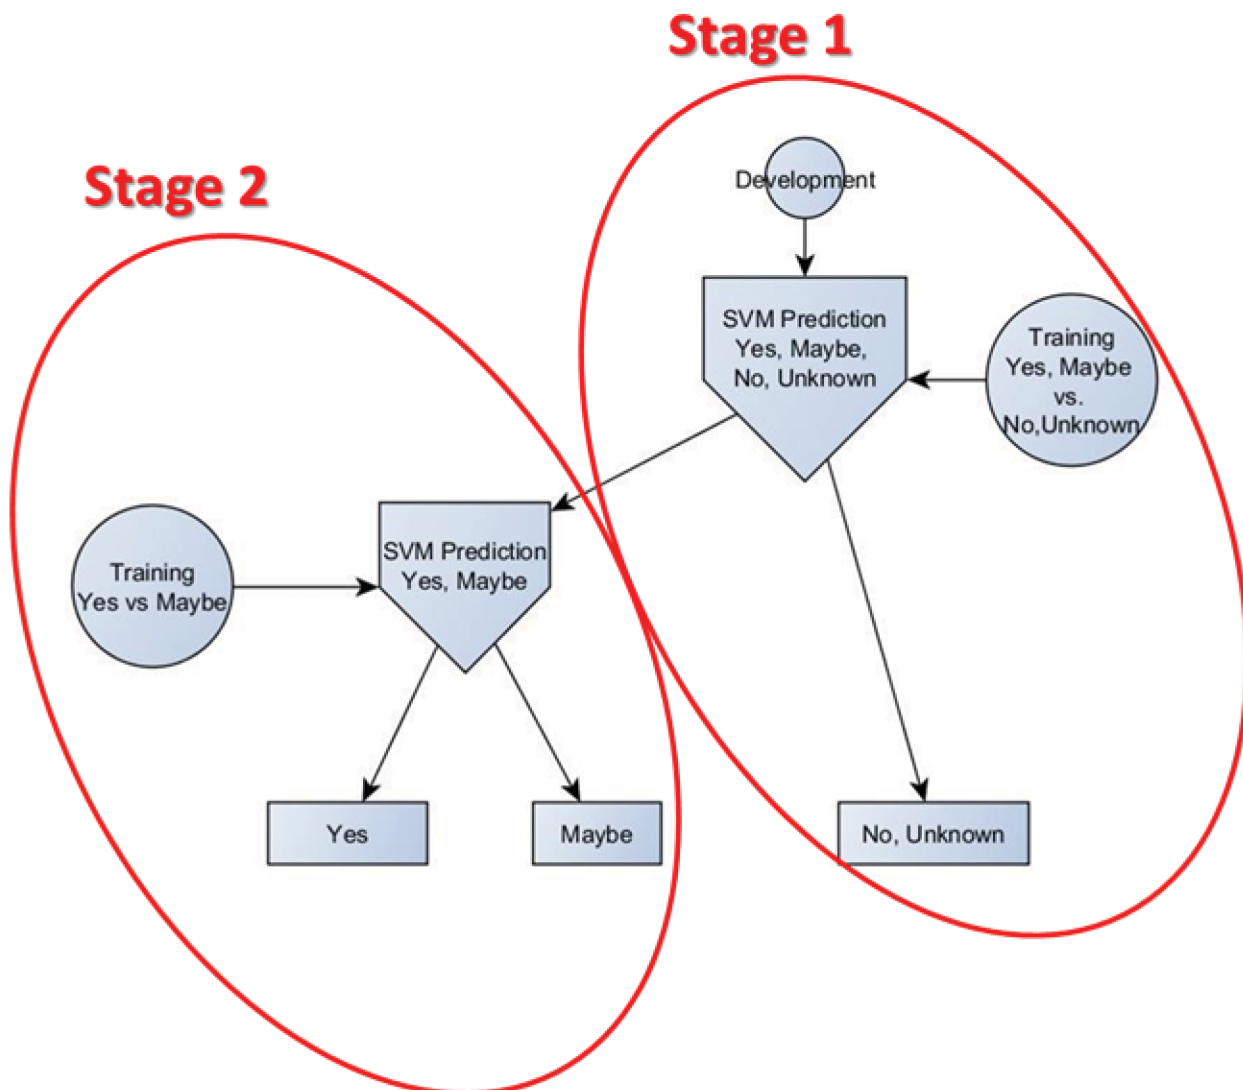 Stage 1
Stage 2
Development
SVM Prediction
Yes, Maybe,
No, Unknown
Training
Yes, Maybe
vs.
No,Unknown
SVM Prediction
Yes, Maybe
Training
Yes vs Maybe
Yes
Maybe
No, Unknown